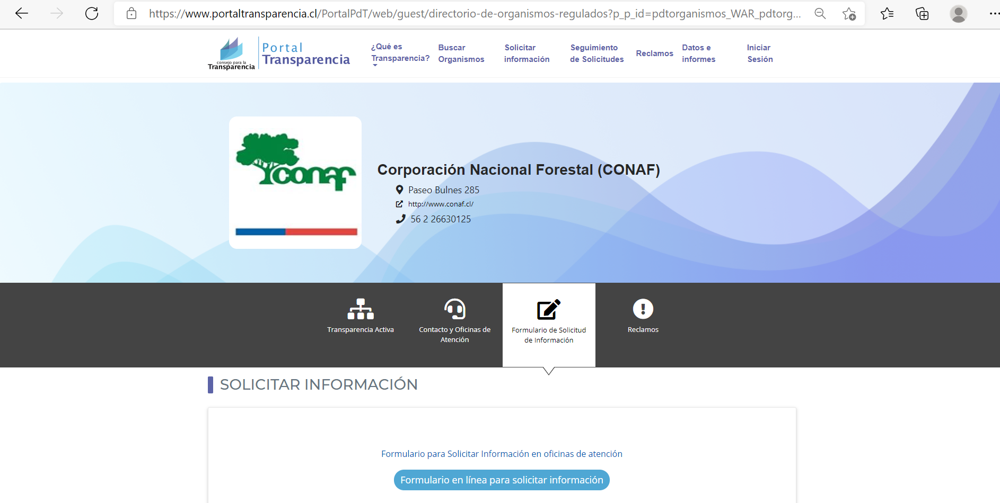 https://www.portaltransparencia.cl/PortalPdT/web/guest/directorio-de-organismos-regulados?p_p_id=pdtorganismos_WAR_pdtorg...
consejo para la
Transparencia
Portal
Transparencia
¿Qué es
Transparencia?
Buscar
Organismos
Solicitar
información
Seguimiento
de Solicitudes
Reclamos
Datos e
informes
Iniciar
Sesión
conaf
Corporación Nacional Forestal (CONAF)
Paseo Bulnes 285
http://www.conaf.cl/
56 2 26630125
Transparencia Activa
Contacto y Oficinas de
Atención
Formulario de Solicitud
de Información
Reclamos
SOLICITAR INFORMACIÓN
Formulario para Solicitar Información en oficinas de atención
Formulario en línea para solicitar información